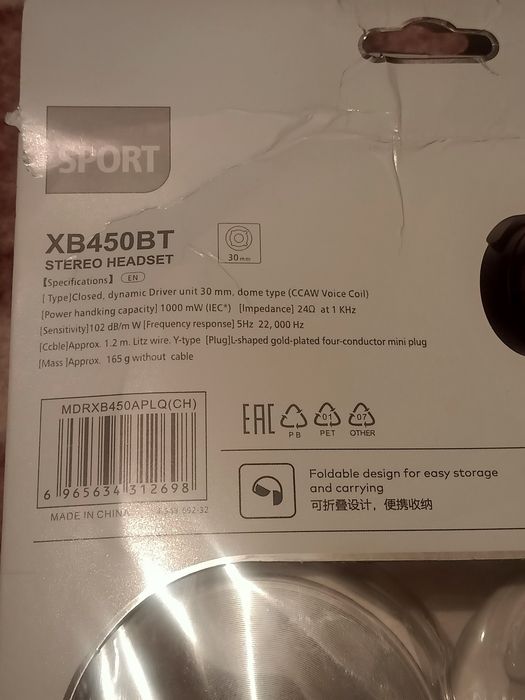 SPORT
XB450BT
STEREO HEADSET
30 mm
【Specifications】 EN
[ Type]Closed, dynamic Driver unit 30 mm, dome type (CCAW Voice Coil)
[Power handking capacity] 1000 mW (IEC*) [Impedance] 24Ω at 1 KHz
[Sensitivity]102 dB/m W [Frequency response] 5Hz 22, 000 Hz
[Ccble]Approx. 1.2 m. Litz wire. Y-type [Plug]L-shaped gold-plated four-conductor mini plug
[Mass ]Approx. 165 g without cable
MDRXB450APLQ(CH)
6 965634 312698
MADE IN CHINA
EAC
01 07
PB PET OTHER
Foldable design for easy storage
and carrying
可折叠设计，便携收纳